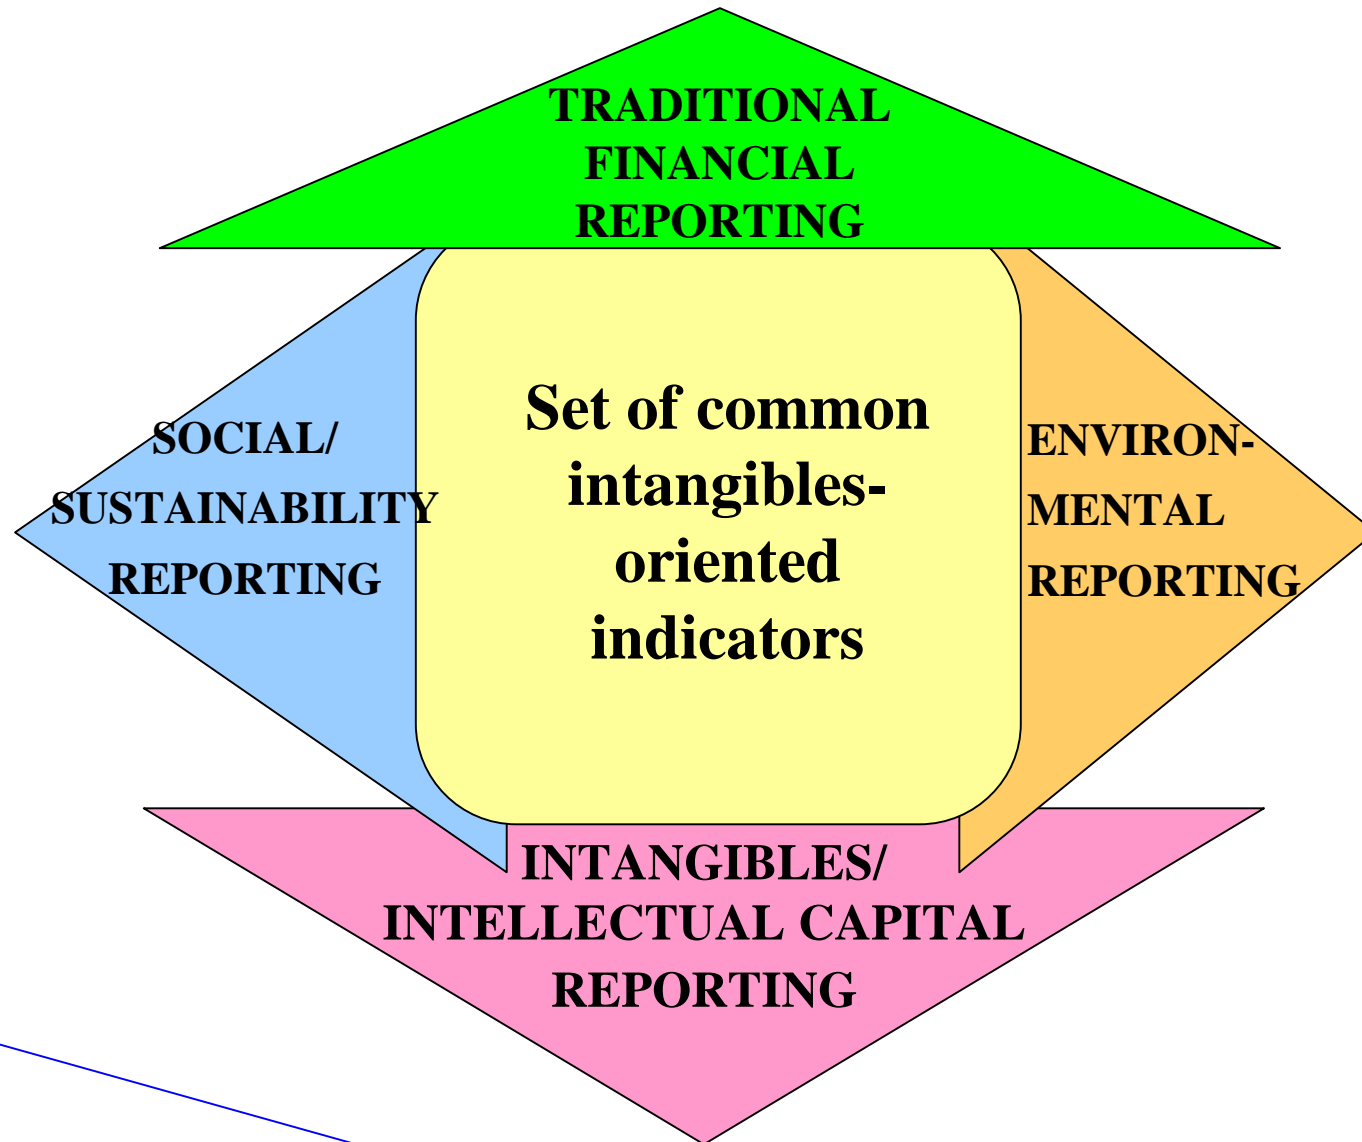 TRADITIONAL
FINANCIAL
REPORTING
SOCIAL/
SUSTAINABILITY
REPORTING
Set of common
intangibles-
oriented
indicators
ENVIRON-
MENTAL
REPORTING
INTANGIBLES/
INTELLECTUAL CAPITAL
REPORTING